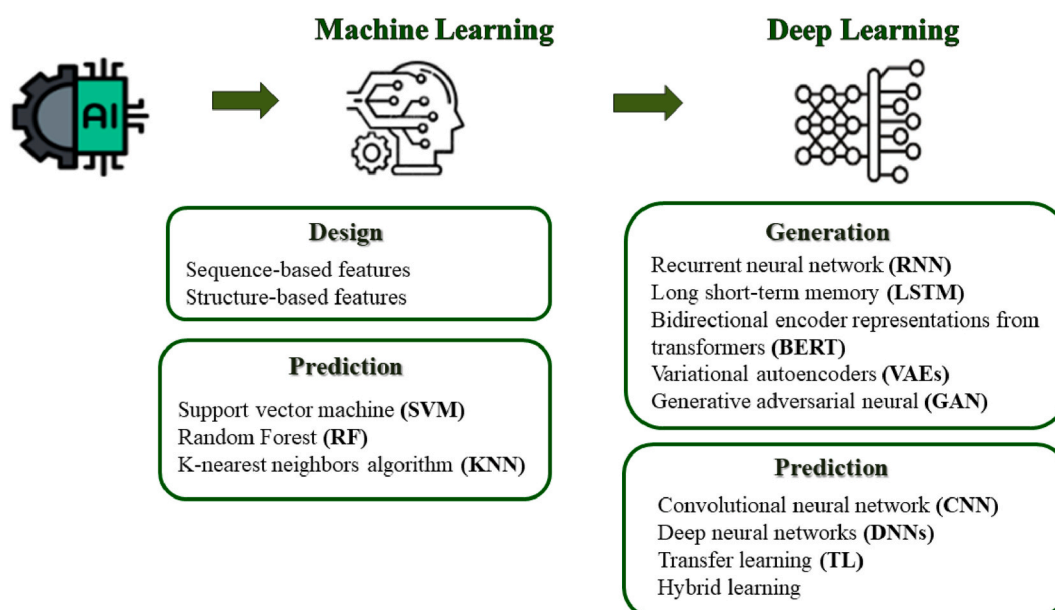 Machine Learning
Deep Learning
AI
Design
Sequence-based features
Structure-based features
Prediction
Support vector machine (SVM)
Random Forest (RF)
K-nearest neighbors algorithm (KNN)
Generation
Recurrent neural network (RNN)
Long short-term memory (LSTM)
Bidirectional encoder representations from
transformers (BERT)
Variational autoencoders (VAEs)
Generative adversarial neural (GAN)
Prediction
Convolutional neural network (CNN)
Deep neural networks (DNNs)
Transfer learning (TL)
Hybrid learning